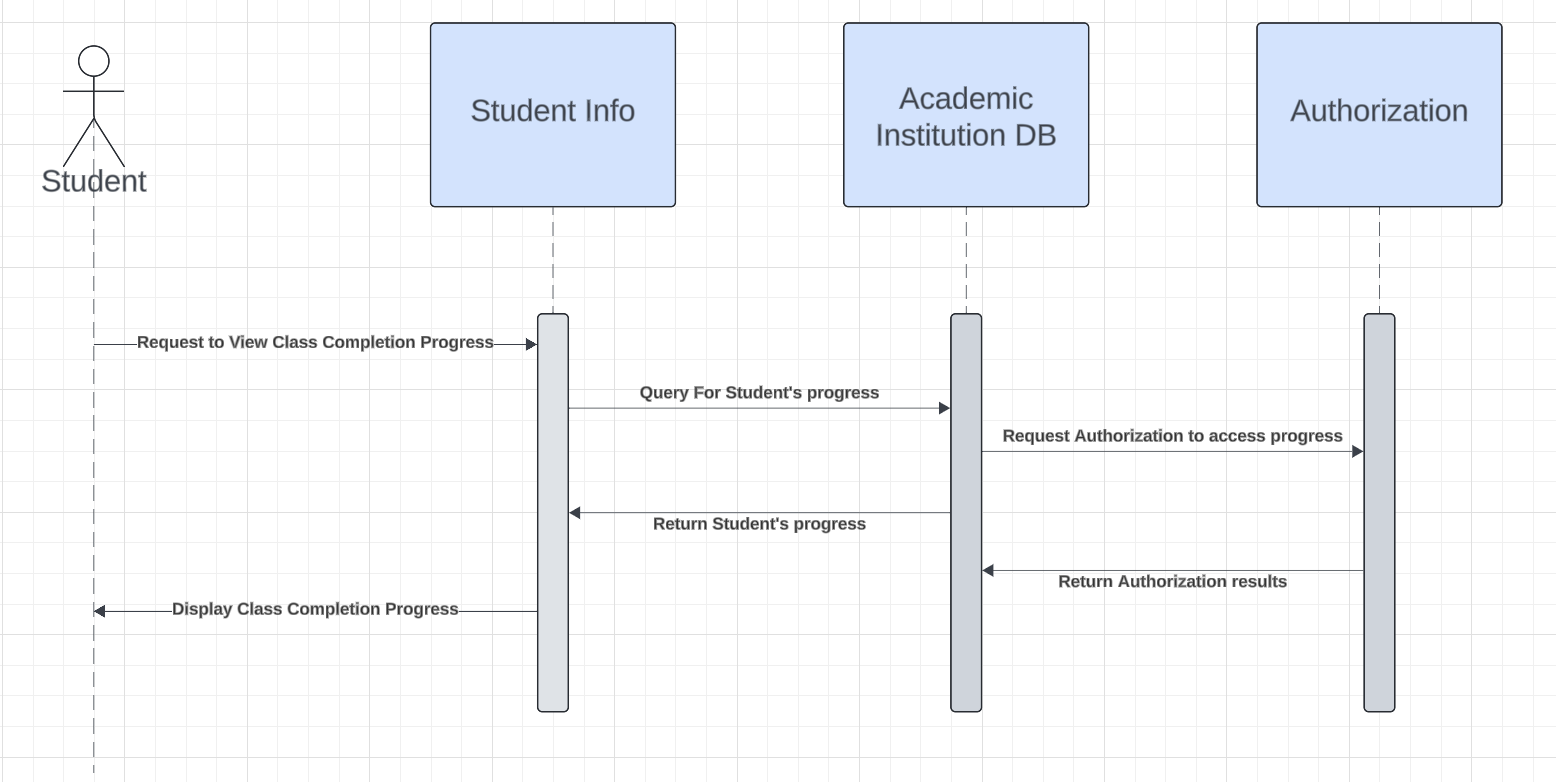 Student
Student Info
Academic
Institution DB
Authorization
Request to View Class Completion Progress
Query For Student's progress
Request Authorization to access progress
Return Student's progress
Return Authorization results
Display Class Completion Progress